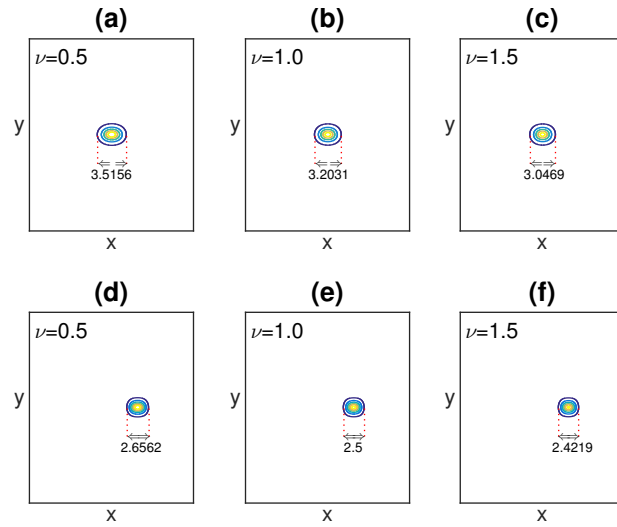 (a) (b) (c)
ν=0.5 ν=1.0 ν=1.5
y y y
3.5156 3.2031 3.0469
x x x
(d) (e) (f)
ν=0.5 ν=1.0 ν=1.5
y y y
2.6562 2.5 2.4219
x x x